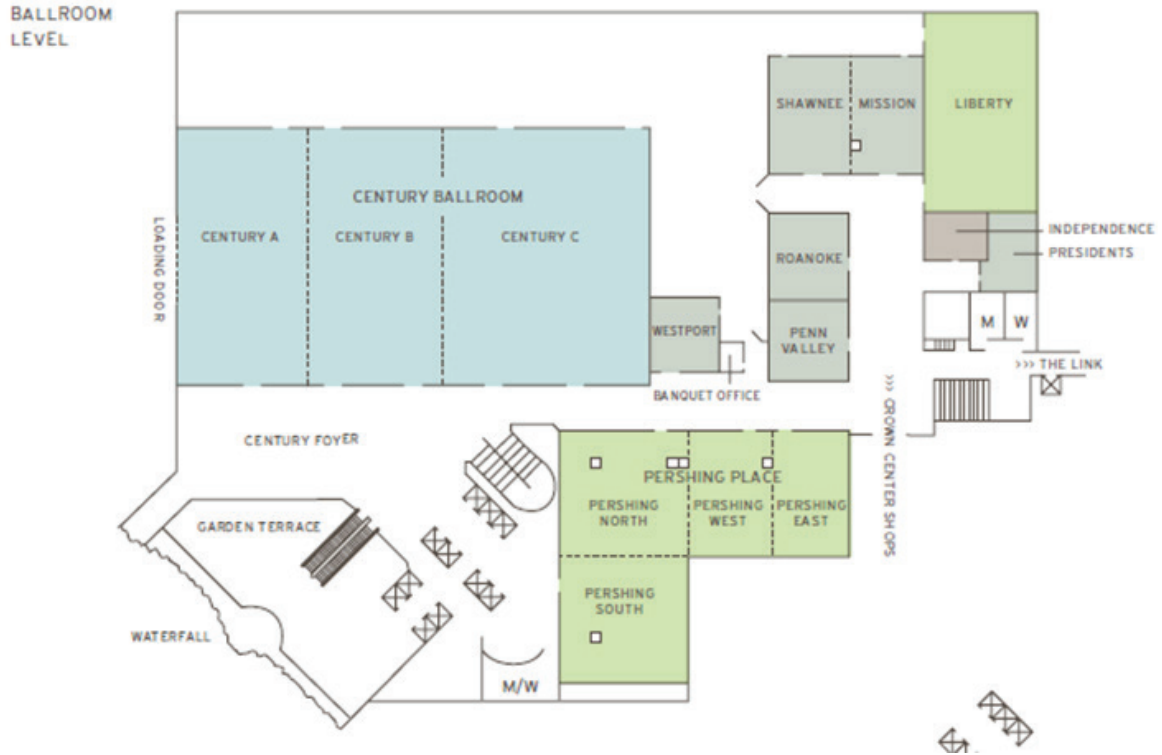 BALLROOM
LEVEL
SHAWNEE
MISSION
LIBERTY
CENTURY BALLROOM
CENTURY A
CENTURY B
CENTURY C
LOADING DOOR
INDEPENDENCE
PRESIDENTS
ROANOKE
WESTPORT
PENN
VALLEY
M
W
>>> THE LINK
BANQUET OFFICE
>>> CROWN CENTER SHOPS
CENTURY FOYER
PERSHING PLACE
PERSHING
NORTH
PERSHING
WEST
PERSHING
EAST
GARDEN TERRACE
PERSHING
SOUTH
WATERFALL
M/W